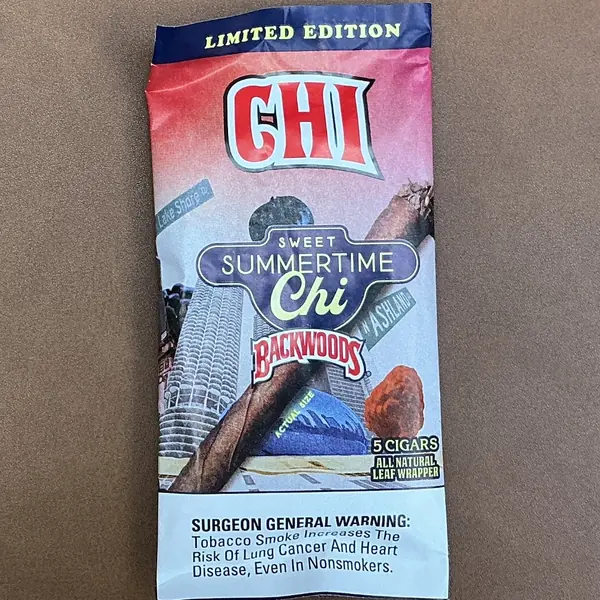 LIMITED EDITION
CHI
Lake Shore Dr
SWEET
SUMMERTIME
Chi
N ASHLAND
BACKWOODS
ACTUAL SIZE
5 CIGARS
ALL NATURAL
LEAF WRAPPER
SURGEON GENERAL WARNING:
Tobacco Smoke Increases The
Risk Of Lung Cancer And Heart
Disease, Even In Nonsmokers.